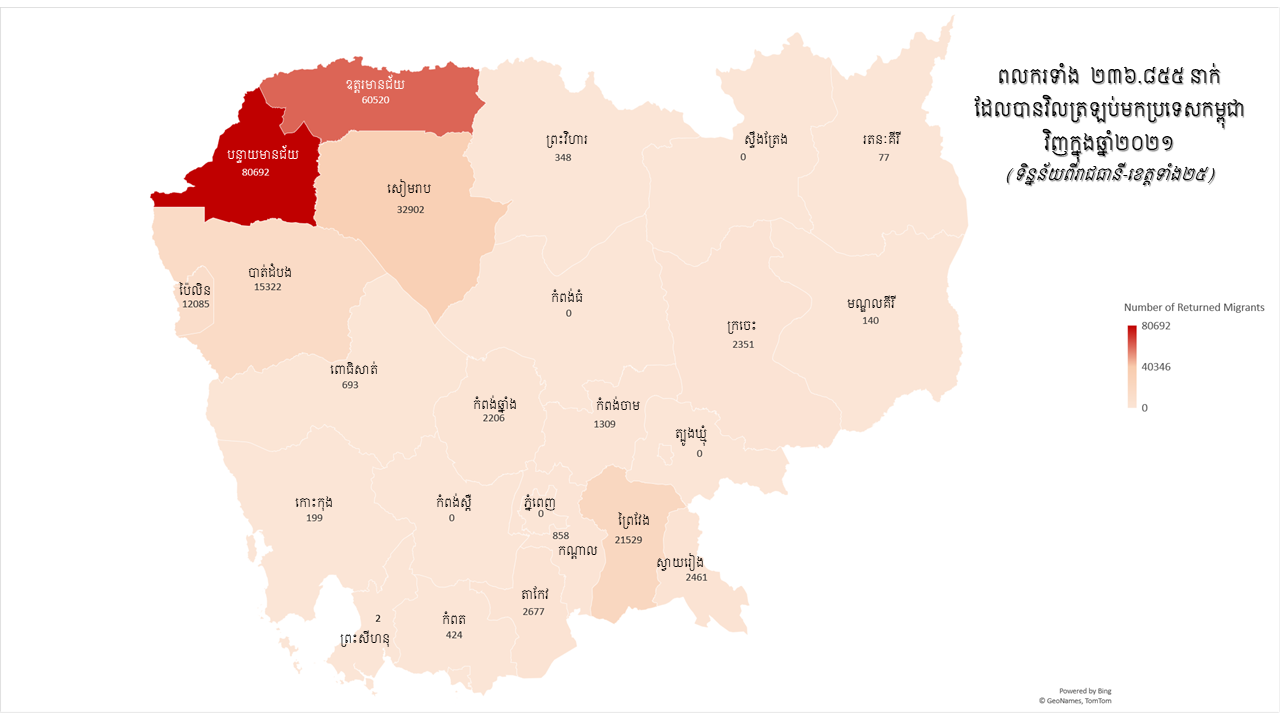 ពលករទាំង ២៣៦.៨៥៥ នាក់
ដែលបានវិលត្រឡប់មកប្រទេសកម្ពុជា
វិញក្នុងឆ្នាំ២០២១
(ទិន្នន័យពីរាជធានី-ខេត្តទាំង២៥)
ឧត្តរមានជ័យ
60520
បន្ទាយមានជ័យ
80692
ព្រះវិហារ
348
ស្ទឹងត្រែង
0
រតនៈគីរី
77
សៀមរាប
32902
បាត់ដំបង
15322
ប៉ៃលិន
12085
កំពង់ធំ
0
មណ្ឌលគីរី
140
ក្រចេះ
2351
ពោធិសាត់
693
កំពង់ឆ្នាំង
2206
កំពង់ចាម
1309
ត្បូងឃ្មុំ
0
កោះកុង
199
កំពង់ស្ពឺ
0
ភ្នំពេញ
0
858
កណ្តាល
ព្រៃវែង
21529
ស្វាយរៀង
2461
តាកែវ
2677
កំពត
424
2
ព្រះសីហនុ
Number of Returned Migrants
80692
40346
0
Powered by Bing
© GeoNames, TomTom